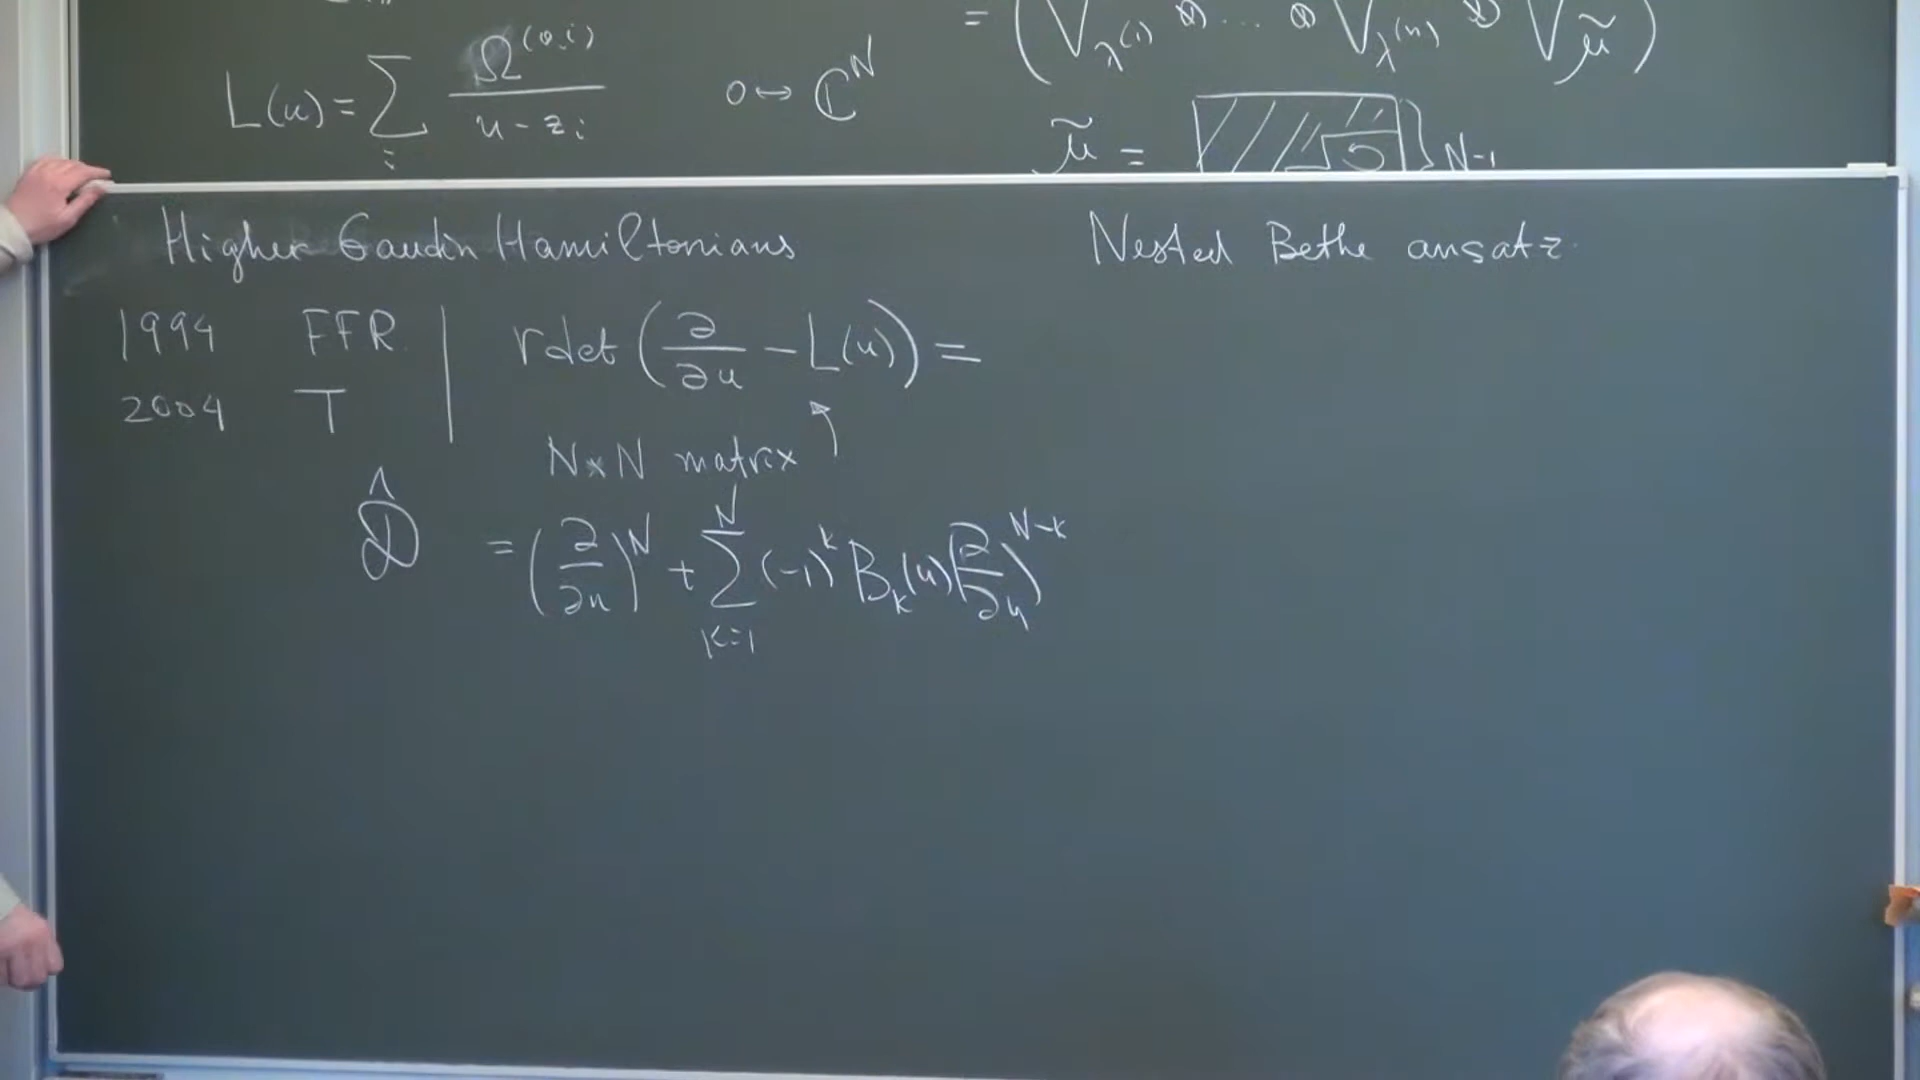 L(u) = ∑_i Ω^(0,i) / (u - z_i)    0 ↔ ℂ^N
= (V_λ^(1) ⊗ ... ⊗ V_λ^(n) ⊗ V_μ̃)
μ̃ = N-1
Higher Gaudin Hamiltonians
1994 FFR
2004 T
rdet (∂/∂u - L(u)) =
N×N matrix
D̂ = (∂/∂u)^N + ∑_{k=1}^N (-1)^k B_k(u) (∂/∂u)^{N-k}
Nested Bethe ansatz